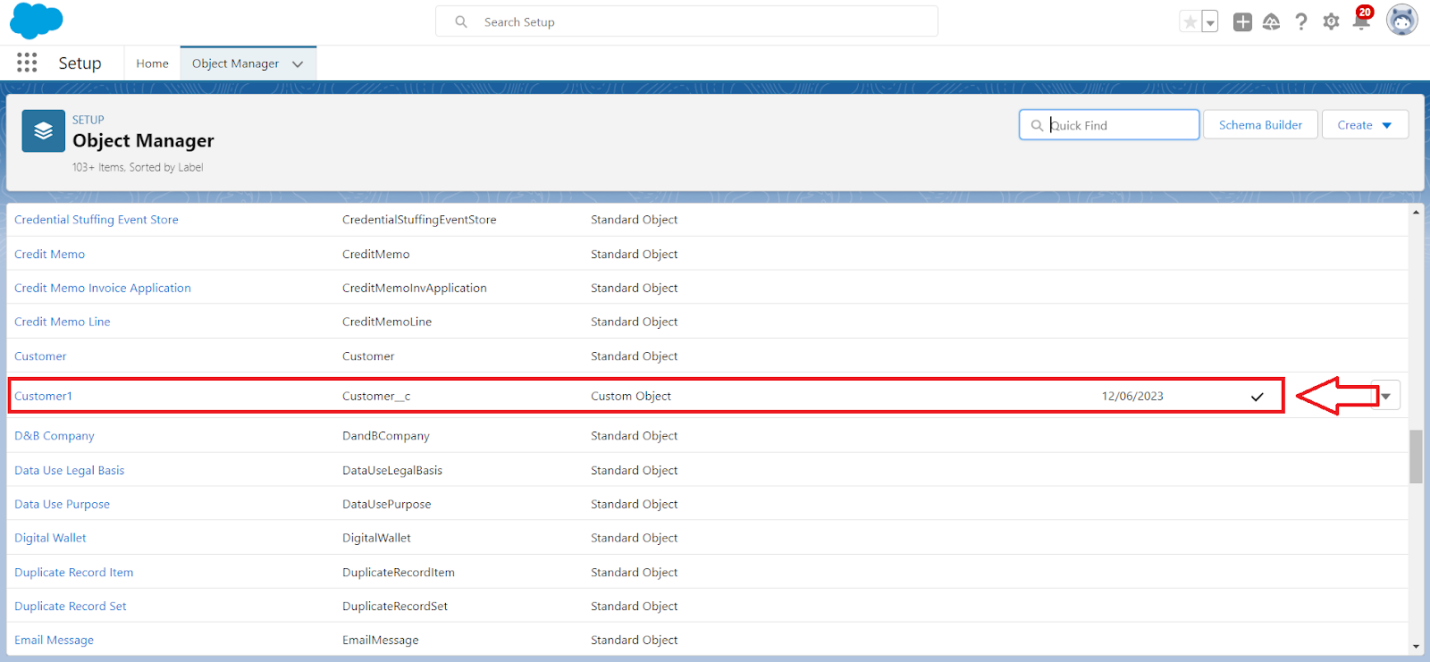 Search Setup
20
Setup Home Object Manager
SETUP
Object Manager
103+ Items, Sorted by Label
Quick Find
Schema Builder
Create
Credential Stuffing Event Store CredentialStuffingEventStore Standard Object
Credit Memo CreditMemo Standard Object
Credit Memo Invoice Application CreditMemoInvApplication Standard Object
Credit Memo Line CreditMemoLine Standard Object
Customer Customer Standard Object
Customer1 Customer__c Custom Object 12/06/2023
D&B Company DandBCompany Standard Object
Data Use Legal Basis DataUseLegalBasis Standard Object
Data Use Purpose DataUsePurpose Standard Object
Digital Wallet DigitalWallet Standard Object
Duplicate Record Item DuplicateRecordItem Standard Object
Duplicate Record Set DuplicateRecordSet Standard Object
Email Message EmailMessage Standard Object